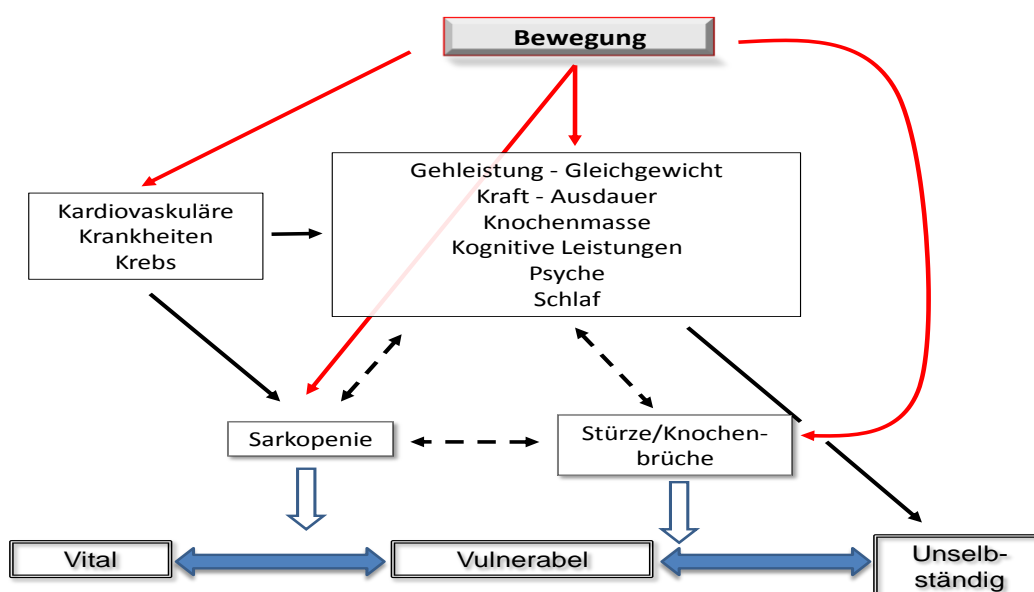 Bewegung
Gehleistung - Gleichgewicht
Kraft - Ausdauer
Knochenmasse
Kognitive Leistungen
Psyche
Schlaf
Kardiovaskuläre
Krankheiten
Krebs
Sarkopenie
Stürze/Knochen-
brüche
Vital
Vulnerabel
Unselb-
ständig